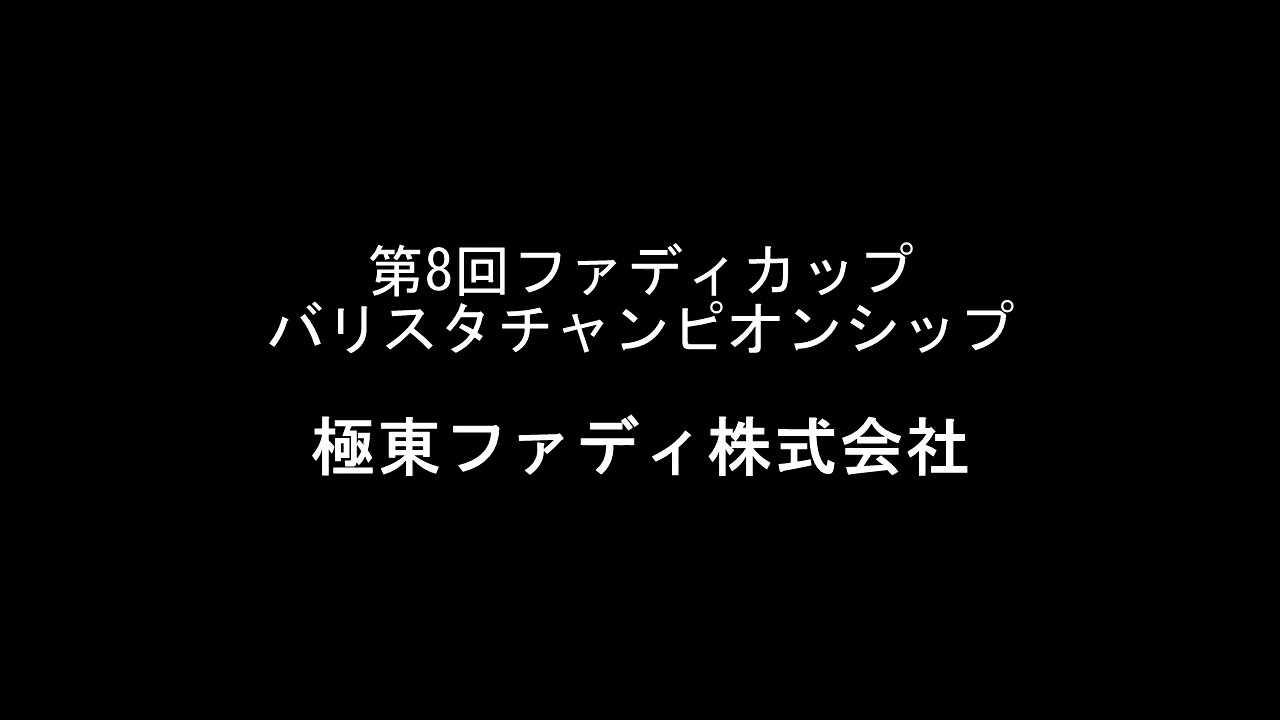 第8回ファディカップ
バリスタチャンピオンシップ
極東ファディ株式会社